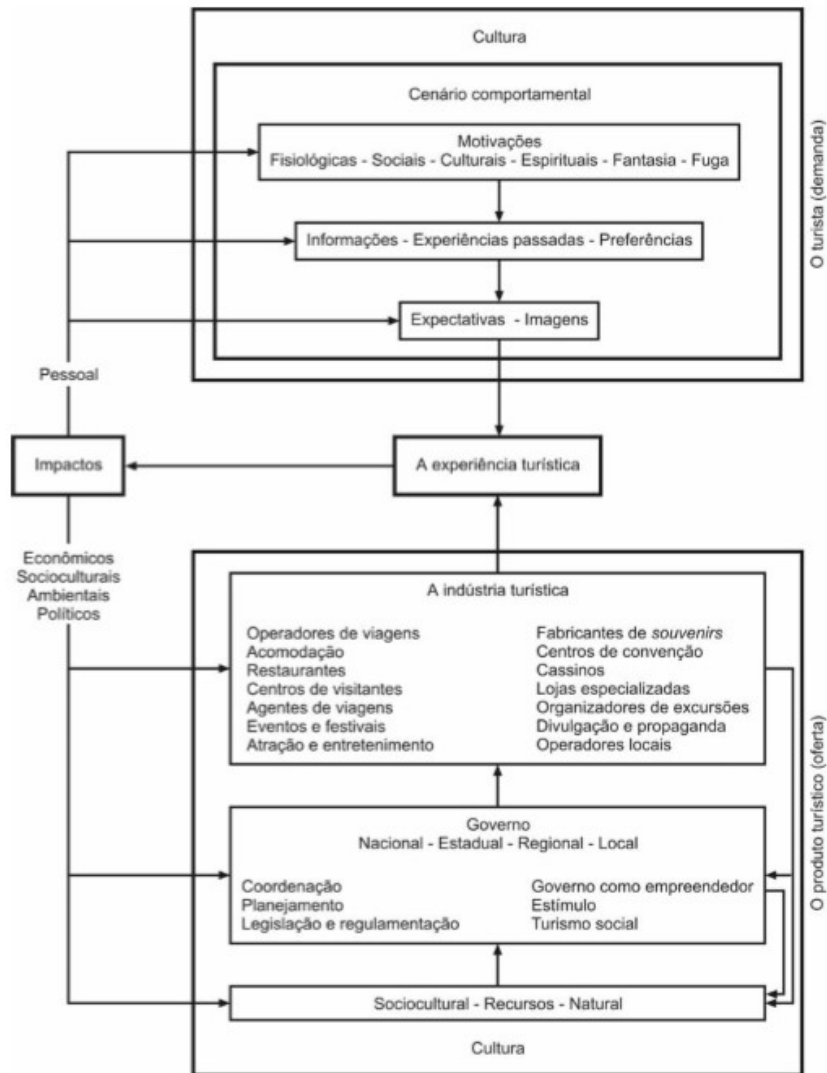 Cultura
Cenário comportamental
Motivações
Fisiológicas - Sociais - Culturais - Espirituais - Fantasia - Fuga
Informações - Experiências passadas - Preferências
Expectativas - Imagens
O turista (demanda)
Pessoal
Impactos
A experiência turística
Econômicos
Socioculturais
Ambientais
Políticos
A indústria turística
Operadores de viagens
Acomodação
Restaurantes
Centros de visitantes
Agentes de viagens
Eventos e festivais
Atração e entretenimento
Fabricantes de souvenirs
Centros de convenção
Cassinos
Lojas especializadas
Organizadores de excursões
Divulgação e propaganda
Operadores locais
Governo
Nacional - Estadual - Regional - Local
Coordenação
Planejamento
Legislação e regulamentação
Governo como empreendedor
Estímulo
Turismo social
Sociocultural - Recursos - Natural
Cultura
O produto turístico (oferta)